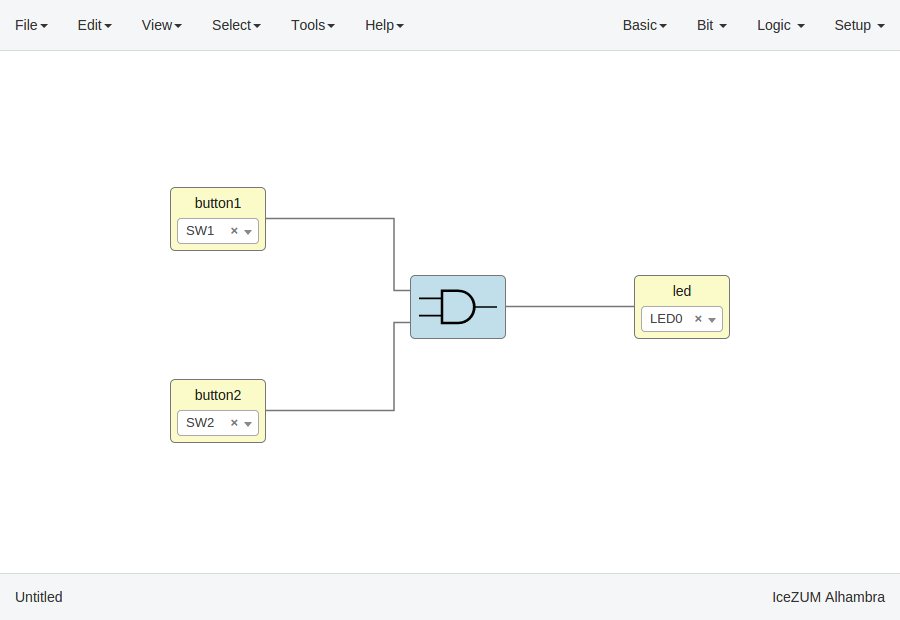 File Edit View Select Tools Help Basic Bit Logic Setup
button1
SW1 ×
led
LED0 ×
button2
SW2 ×
Untitled IceZUM Alhambra